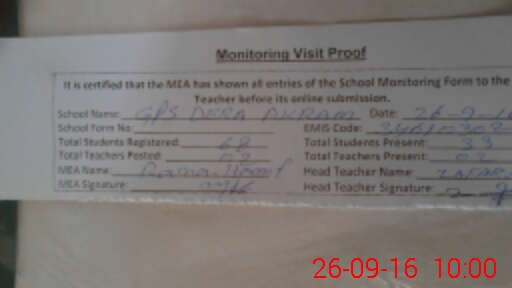 Monitoring Visit Proof
It is certified that the MEA has shown all entries of the School Monitoring Form to the
Teacher before its online submission.
School Name: GPS DERA AKRAM Date: 26-9-16
School Form No: EMIS Code:
Total Students Registered: 68 Total Students Present: 33
Total Teachers Posted: 02 Total Teachers Present: 02
MEA Name: Head Teacher Name: ZAFAR
MEA Signature: Head Teacher Signature:
26-09-16 10:00